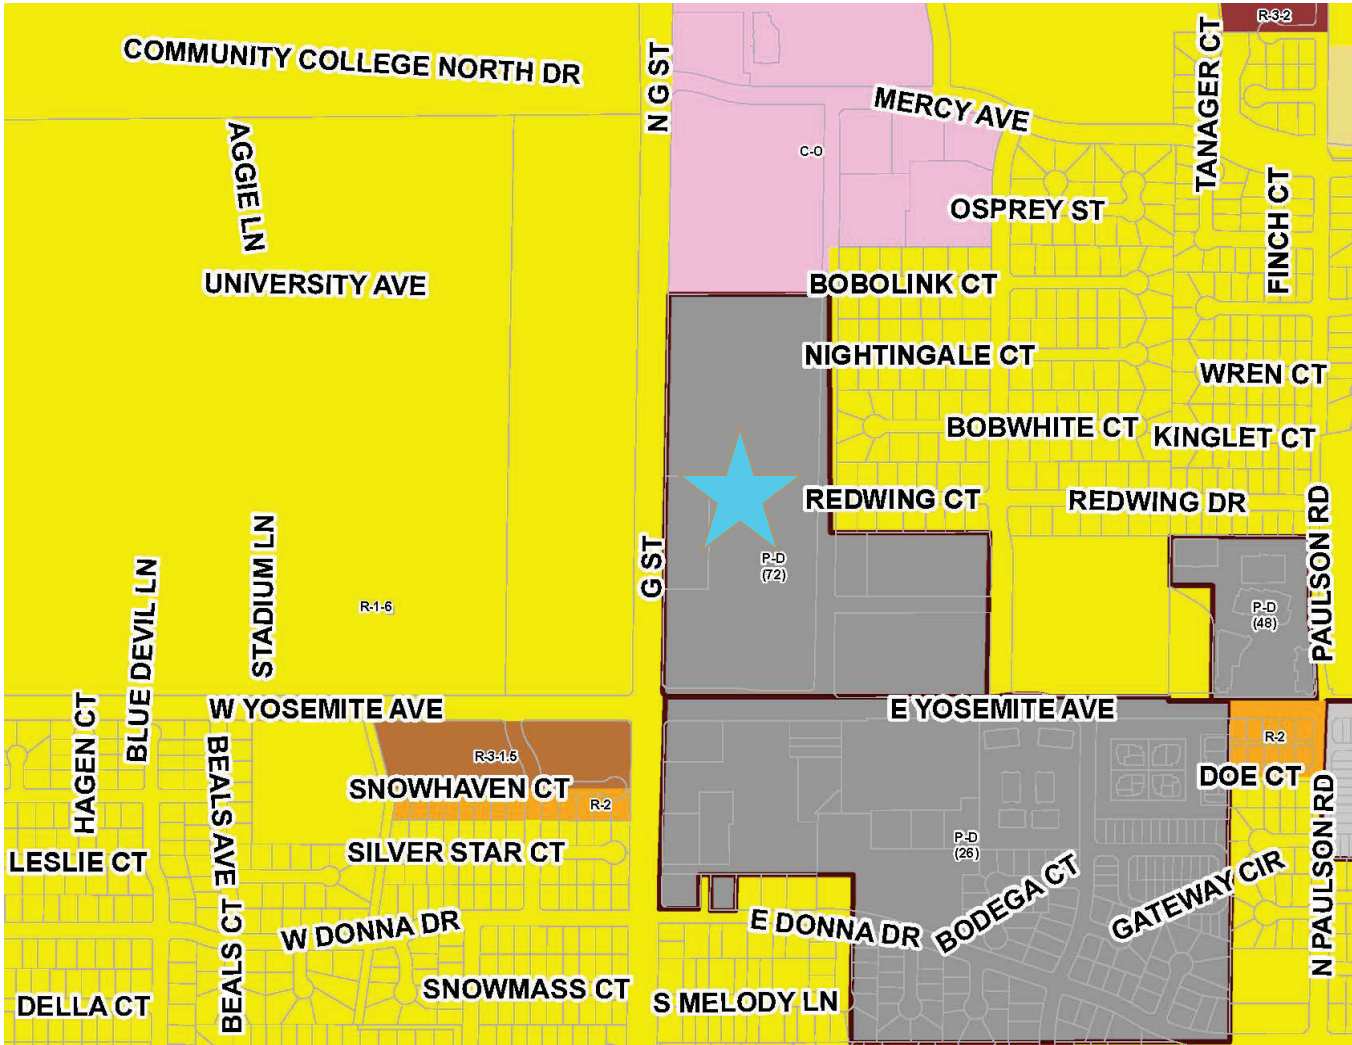 R-3-2
COMMUNITY COLLEGE NORTH DR
N G ST
MERCY AVE
TANAGER CT
AGGIE LN
C-O
OSPREY ST
FINCH CT
UNIVERSITY AVE
BOBOLINK CT
NIGHTINGALE CT
WREN CT
BOBWHITE CT
KINGLET CT
REDWING CT
REDWING DR
PAULSON RD
STADIUM LN
G ST
BLUE DEVIL LN
P-D
(72)
R-1-6
P-D
(48)
HAGEN CT
W YOSEMITE AVE
E YOSEMITE AVE
BEALS AVE
R-3-1.5
R-2
SNOWHAVEN CT
R-2
DOE CT
N PAULSON RD
LESLIE CT
SILVER STAR CT
P-D
(26)
BODEGA CT
GATEWAY CIR
BEALS CT
W DONNA DR
E DONNA DR
DELLA CT
SNOWMASS CT
S MELODY LN